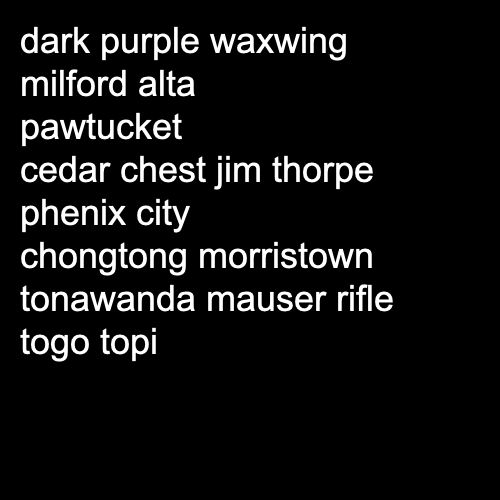 dark purple waxwing
milford alta
pawtucket
cedar chest jim thorpe
phenix city
chongtong morristown
tonawanda mauser rifle
togo topi